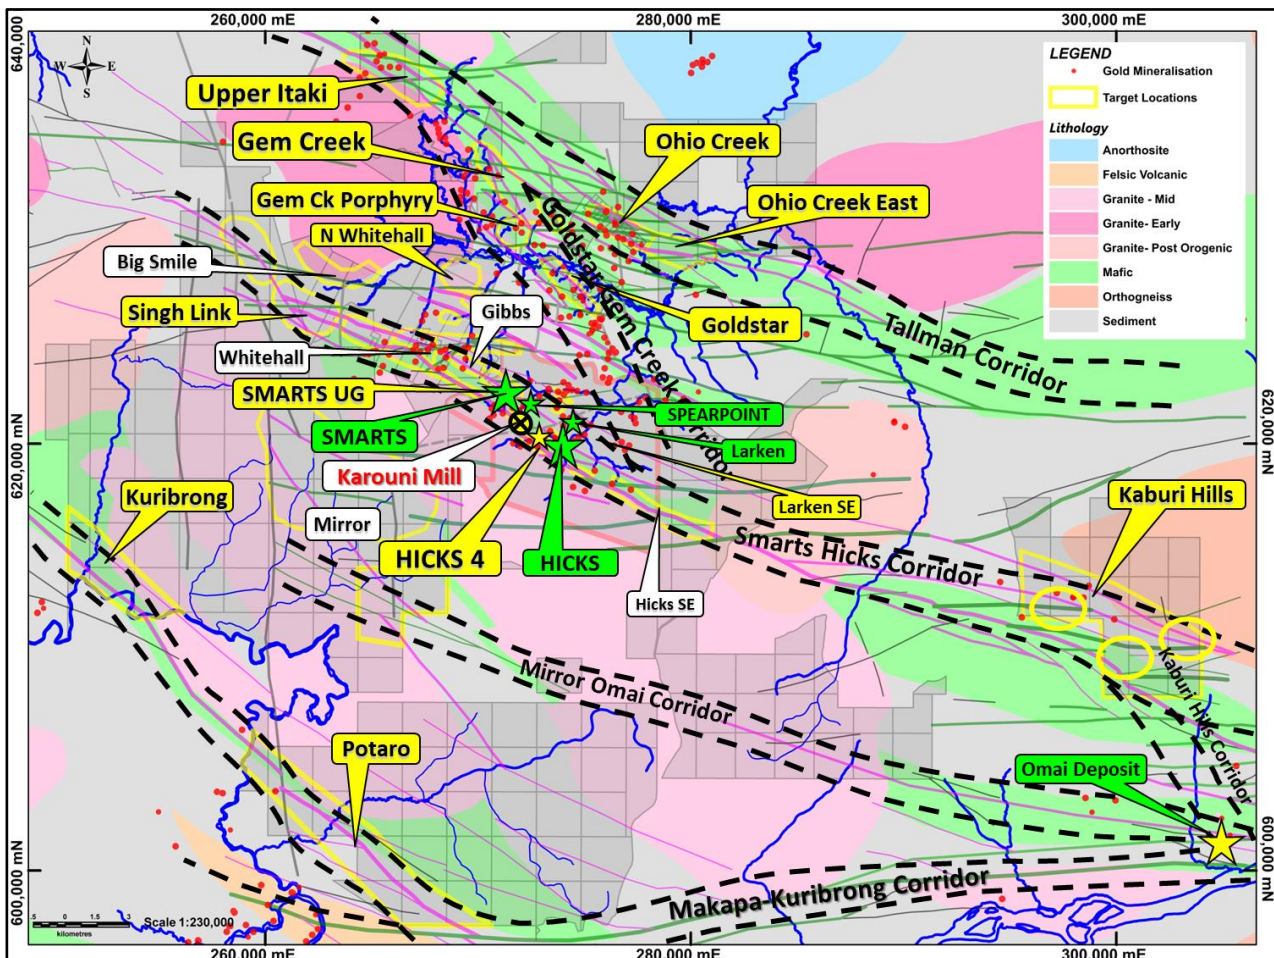 260,000 mE
280,000 mE
300,000 mE
640,000
N
W
E
S
LEGEND
Gold Mineralisation
Target Locations
Lithology
Anorthosite
Felsic Volcanic
Granite - Mid
Granite- Early
Granite- Post Orogenic
Mafic
Orthogneiss
Sediment
Upper Itaki
Gem Creek
Ohio Creek
Gem Ck Porphyry
Ohio Creek East
N Whitehall
Big Smile
Goldstar Gem Creek Corridor
Singh Link
Gibbs
Goldstar
Tallman Corridor
Whitehall
SMARTS UG
SPEARPOINT
620,000 mN
620,000 mN
SMARTS
Larken
Karouni Mill
Kuribrong
Larken SE
Kaburi Hills
Mirror
HICKS 4
HICKS
Smarts Hicks Corridor
Hicks SE
Mirror Omai Corridor
Kaburi Hills Corridor
Potaro
Omai Deposit
600,000 mN
600,000 mN
Makapa-Kuribrong Corridor
.5 0 1.5 3
kilometres
Scale 1:230,000
260,000 mE
280,000 mE
300,000 mE